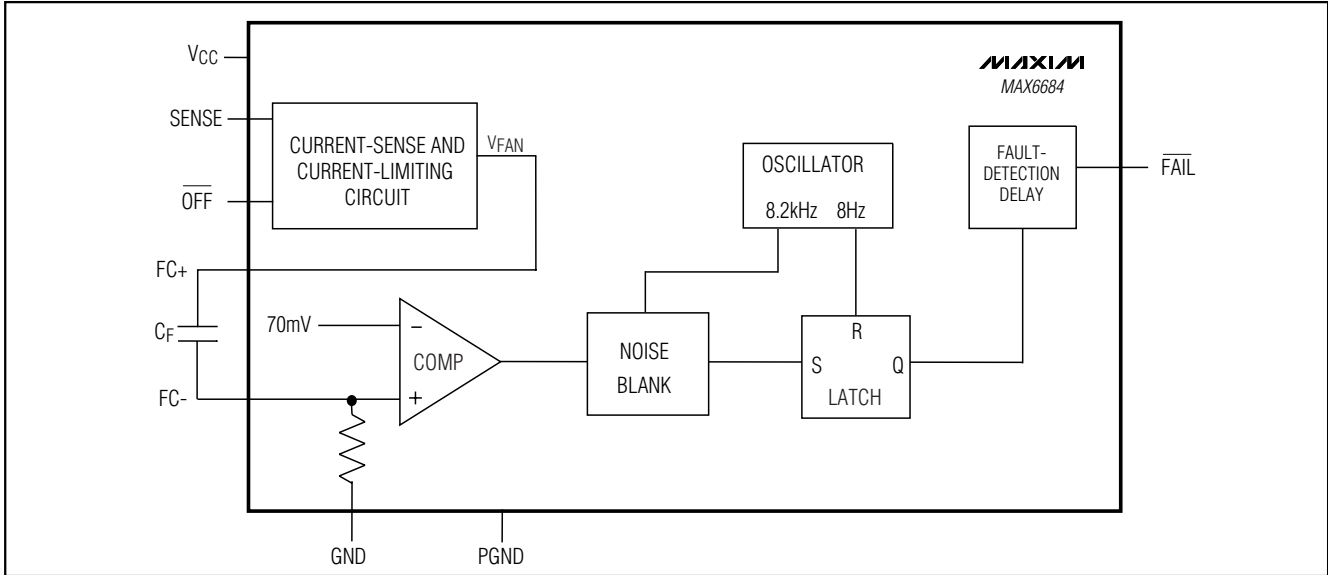 VCC
MAXIM
MAX6684
SENSE
CURRENT-SENSE AND
CURRENT-LIMITING
CIRCUIT
VFAN
OFF
OSCILLATOR
8.2kHz 8Hz
FAULT-
DETECTION
DELAY
FAIL
FC+
CF
FC-
70mV
−
COMP
+
NOISE
BLANK
R
S Q
LATCH
GND
PGND